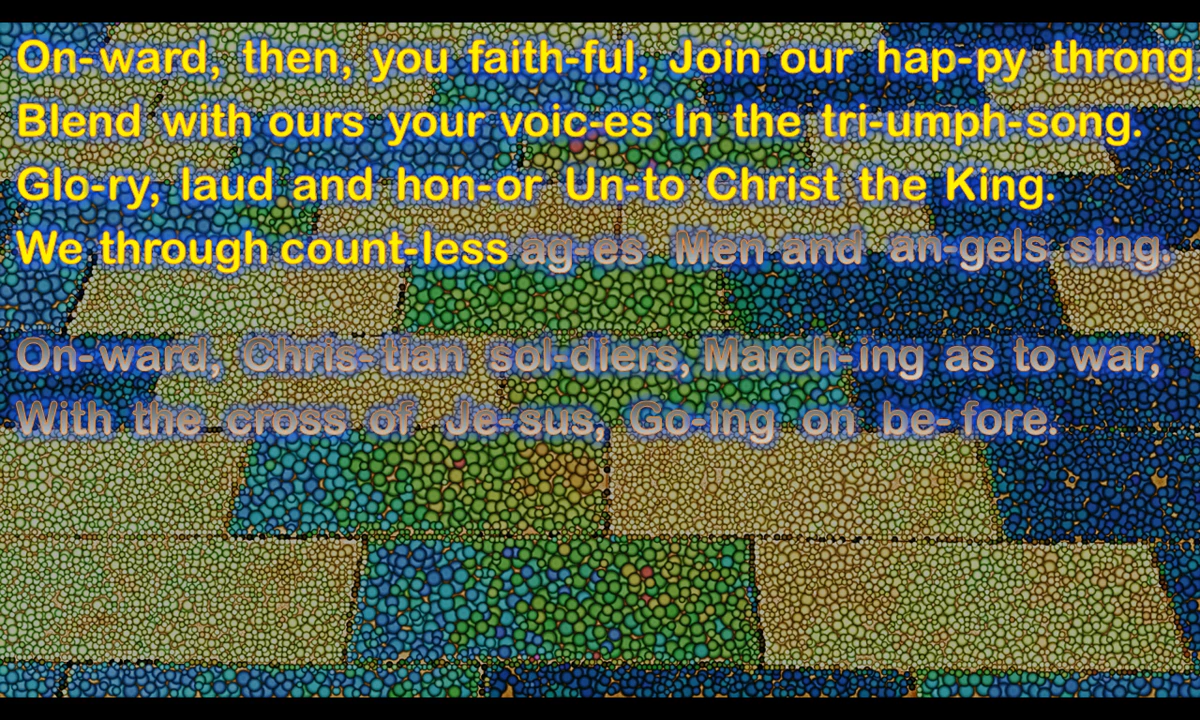 On-ward, then, you faith-ful, Join our hap-py throng.
Blend with ours your voic-es In the tri-umph-song.
Glo-ry, laud and hon-or Un-to Christ the King.
We through count-less ag-es Men and an-gels sing.
On-ward, Chris-tian sol-diers, March-ing as to war,
With the cross of Je-sus, Go-ing on be-fore.